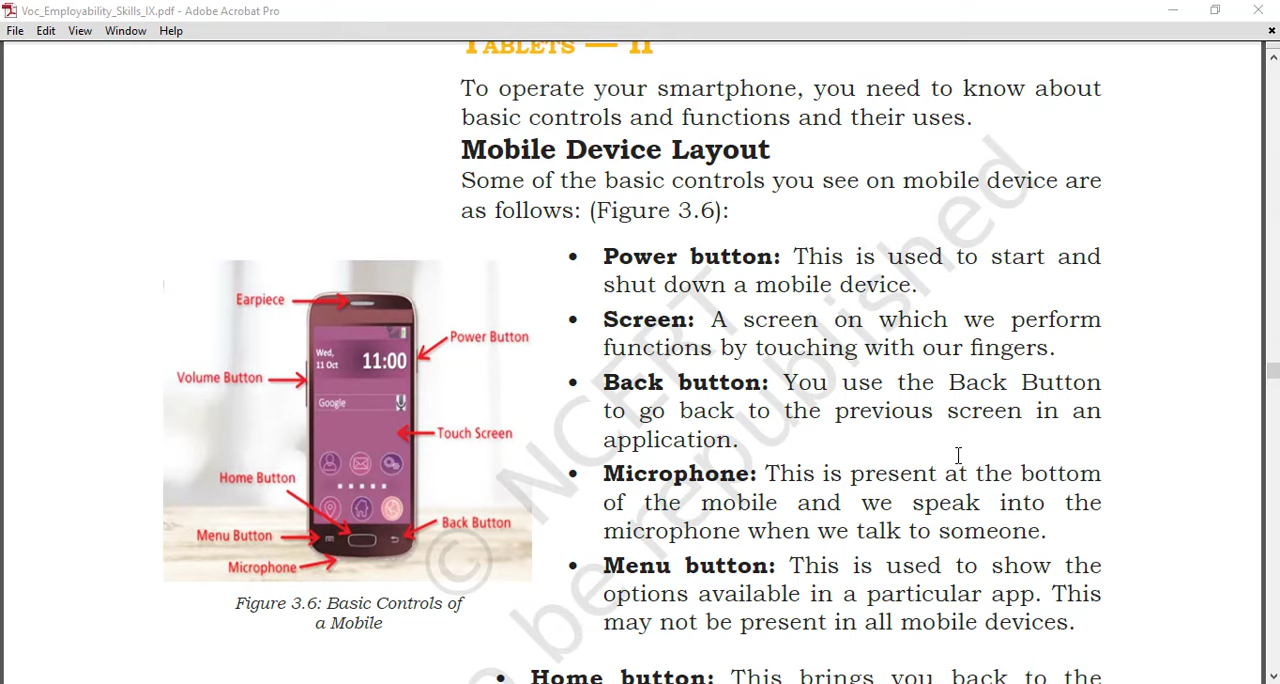 Voc_Employability_Skills_IX.pdf - Adobe Acrobat Pro
File Edit View Window Help
TABLETS — II
To operate your smartphone, you need to know about
basic controls and functions and their uses.
Mobile Device Layout
Some of the basic controls you see on mobile device are
as follows: (Figure 3.6):
• Power button: This is used to start and
shut down a mobile device.
• Screen: A screen on which we perform
functions by touching with our fingers.
• Back button: You use the Back Button
to go back to the previous screen in an
application.
• Microphone: This is present at the bottom
of the mobile and we speak into the
microphone when we talk to someone.
• Menu button: This is used to show the
options available in a particular app. This
may not be present in all mobile devices.
• Home button: This brings you back to the
Earpiece
Power Button
Wed,
11 Oct
11:00
Volume Button
Google
Touch Screen
Home Button
Back Button
Menu Button
Microphone
Figure 3.6: Basic Controls of
a Mobile
© NCERT
be republished